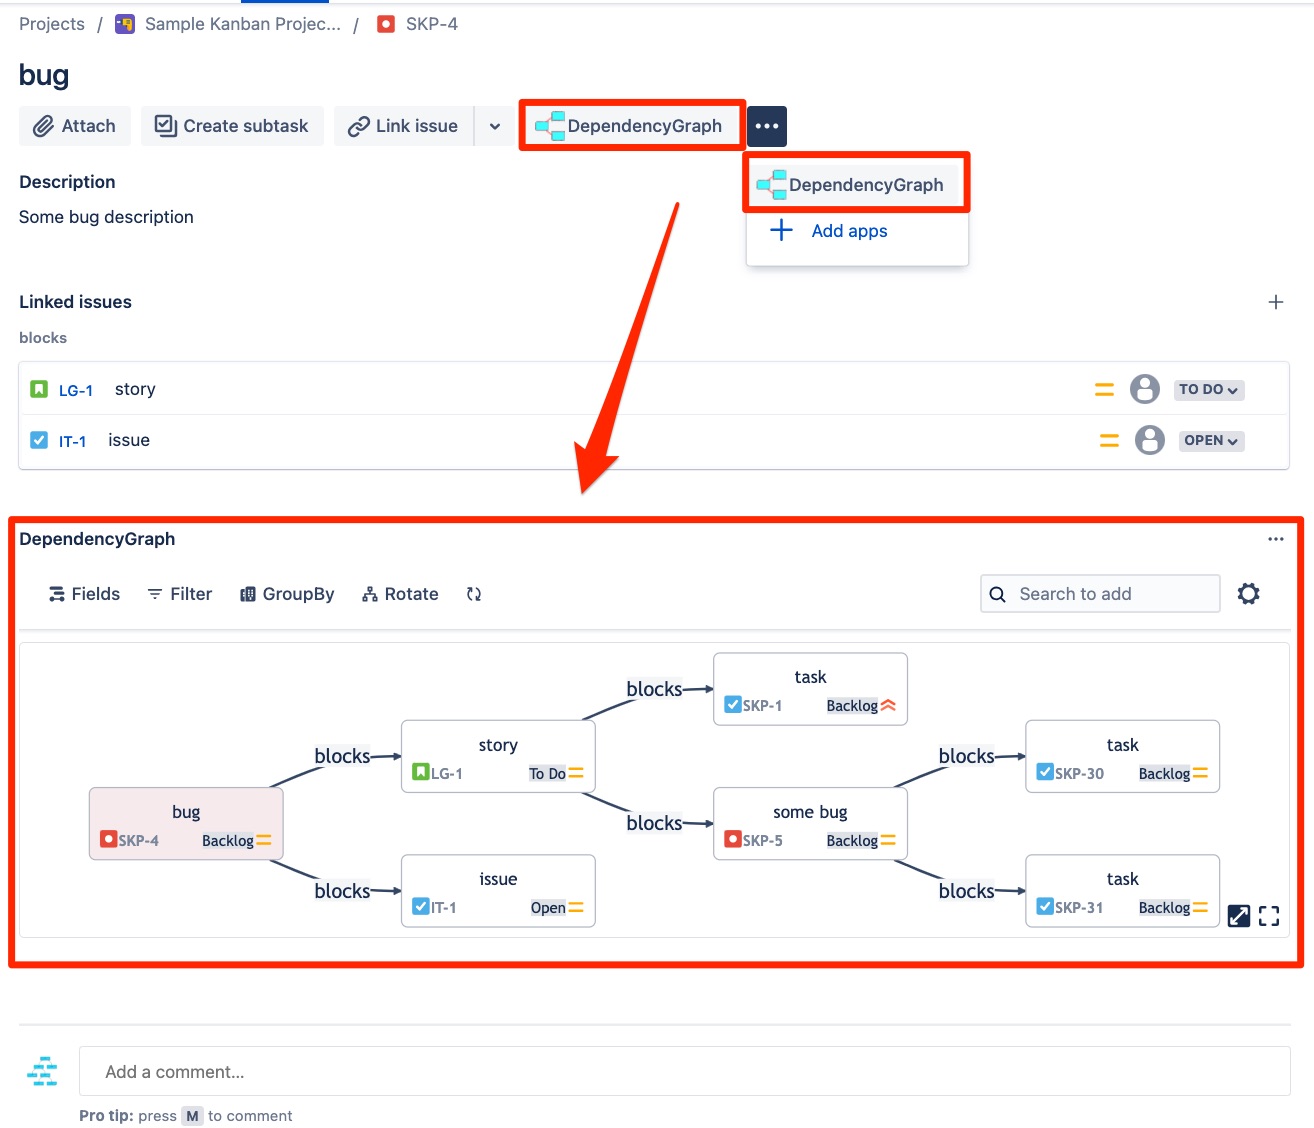 Projects / Sample Kanban Projec... / SKP-4
bug
Attach Create subtask Link issue DependencyGraph
DependencyGraph
Add apps
Description
Some bug description
Linked issues
blocks
LG-1 story TO DO
IT-1 issue OPEN
DependencyGraph
Fields Filter GroupBy Rotate Search to add
task
SKP-1 Backlog
blocks
story
LG-1 To Do
blocks
task
SKP-30 Backlog
blocks
bug
SKP-4 Backlog
blocks
some bug
SKP-5 Backlog
blocks
issue
IT-1 Open
blocks
task
SKP-31 Backlog
Add a comment...
Pro tip: press M to comment